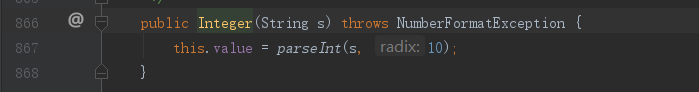 866 @ public Integer(String s) throws NumberFormatException {
867 this.value = parseInt(s, radix: 10);
868 }